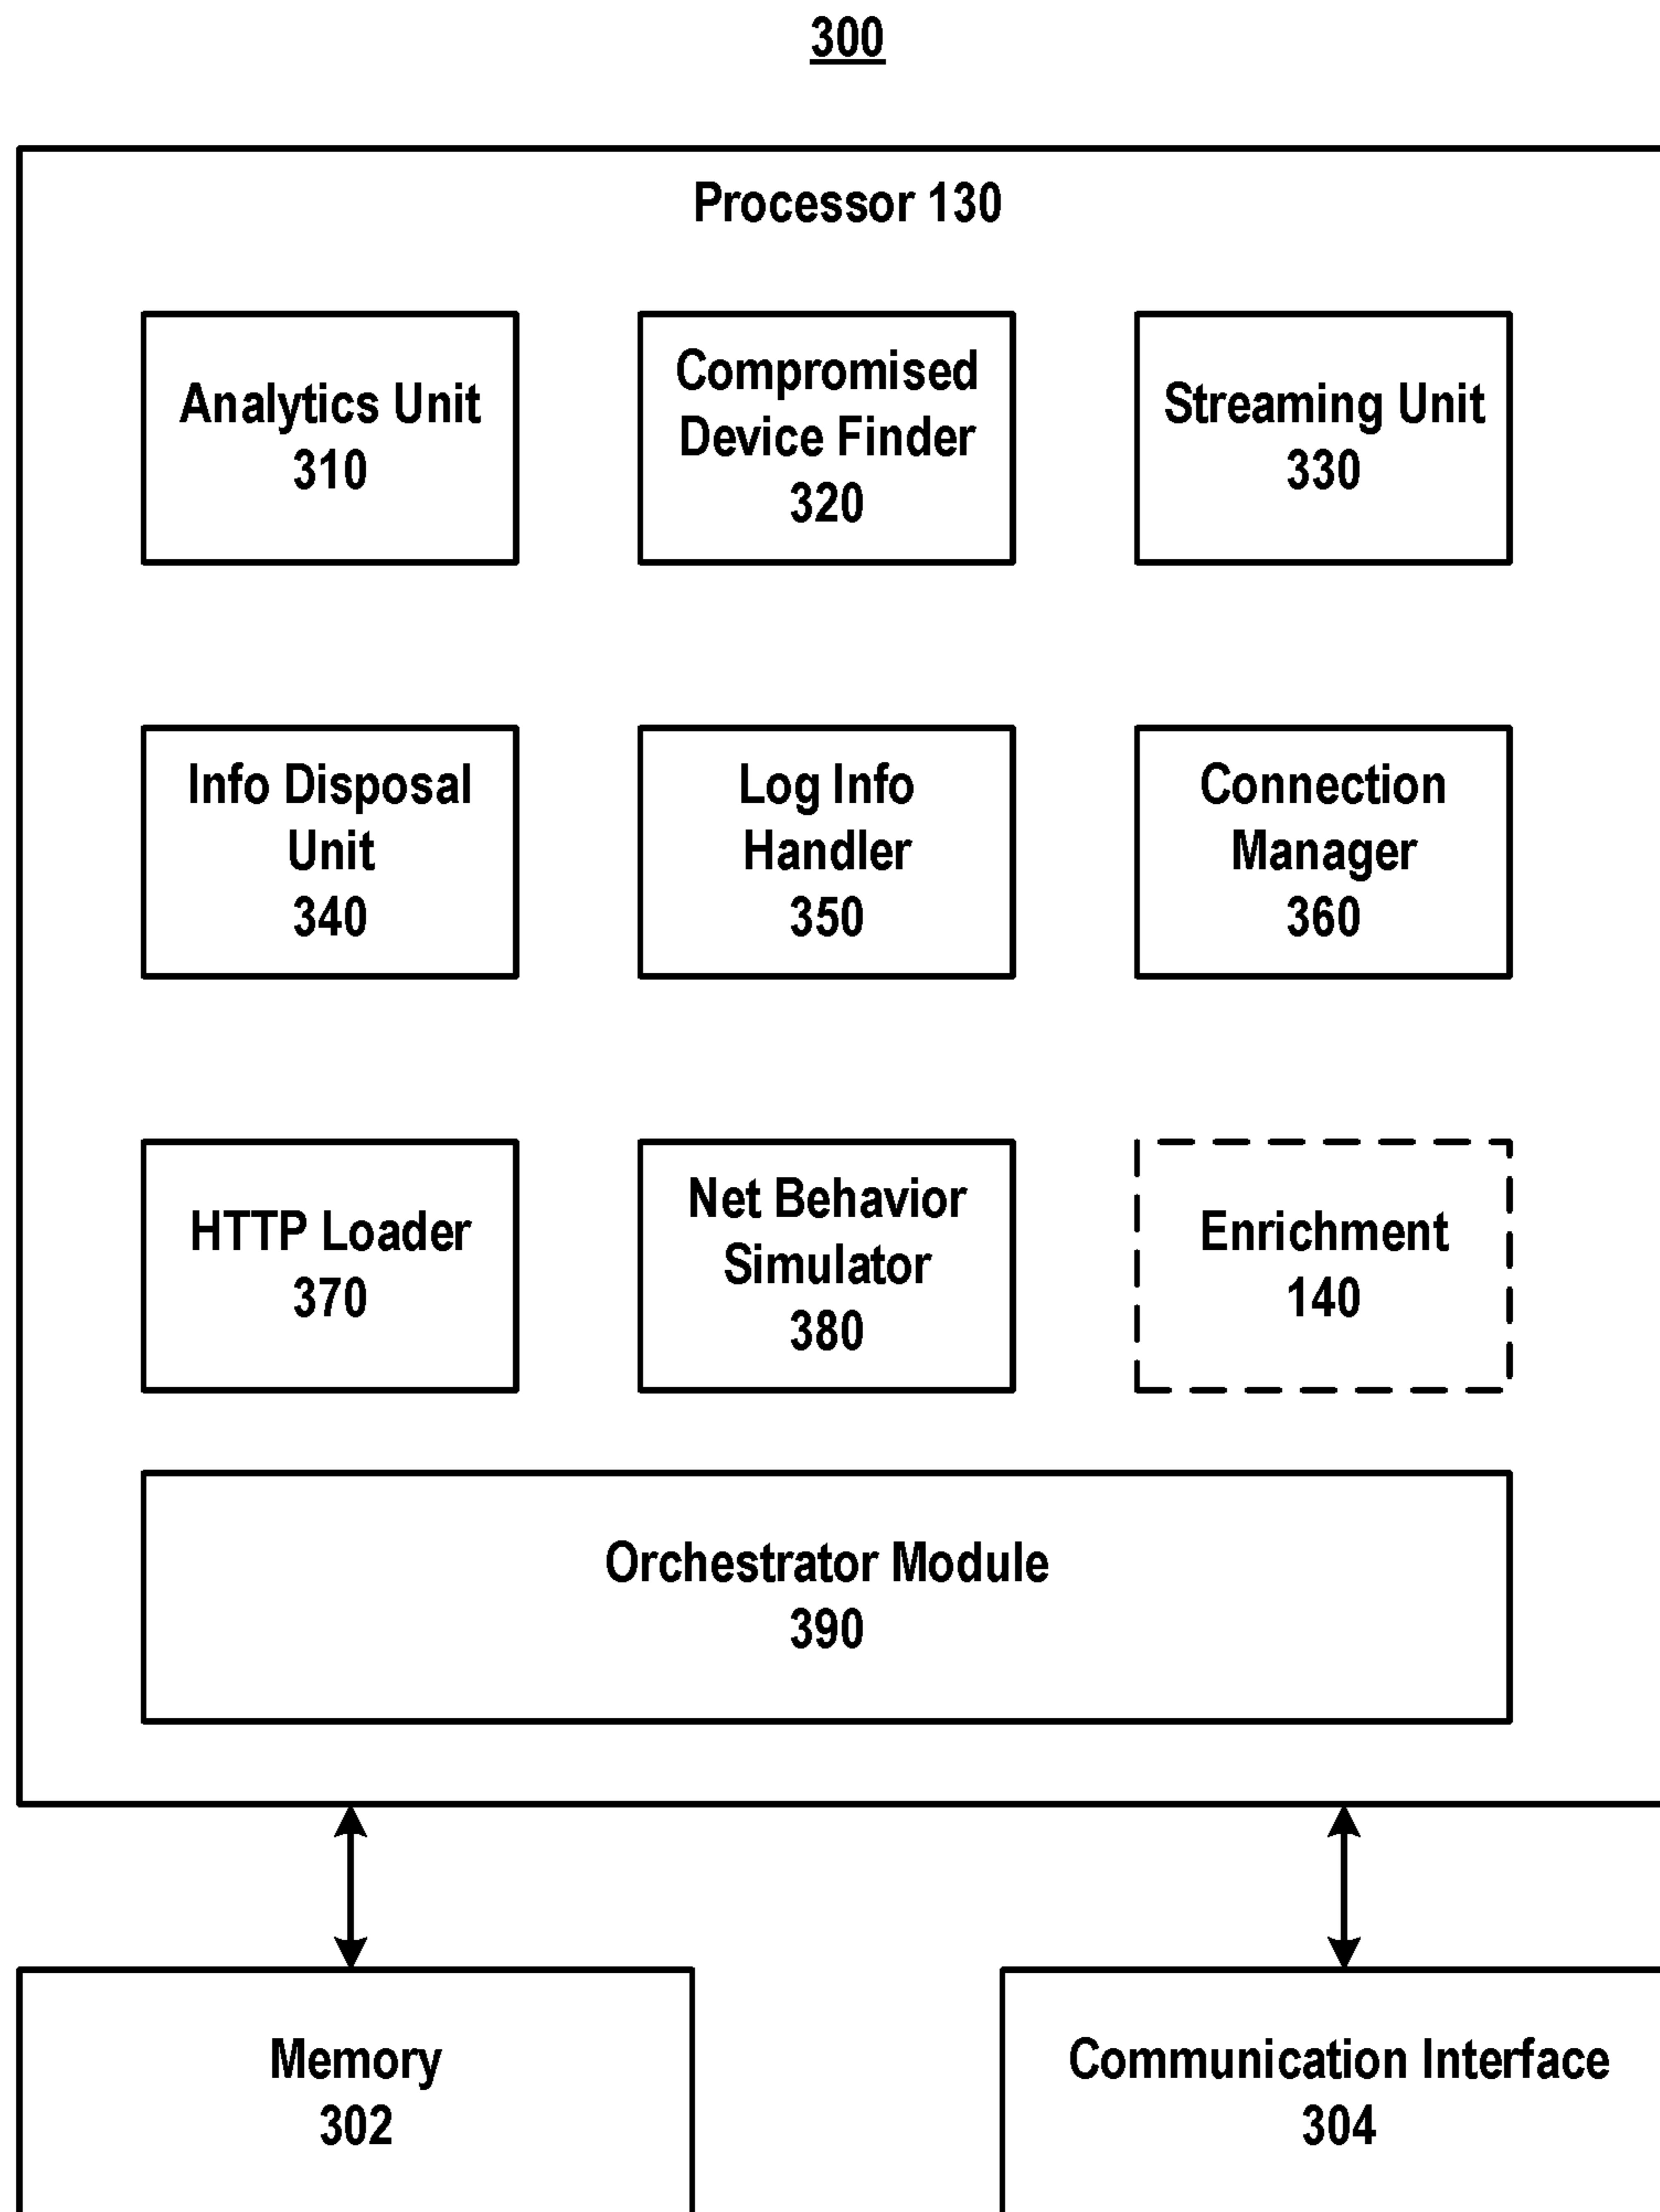 300
Processor 130
Analytics Unit
310
Compromised
Device Finder
320
Streaming Unit
330
Info Disposal
Unit
340
Log Info
Handler
350
Connection
Manager
360
HTTP Loader
370
Net Behavior
Simulator
380
Enrichment
140
Orchestrator Module
390
Memory
302
Communication Interface
304